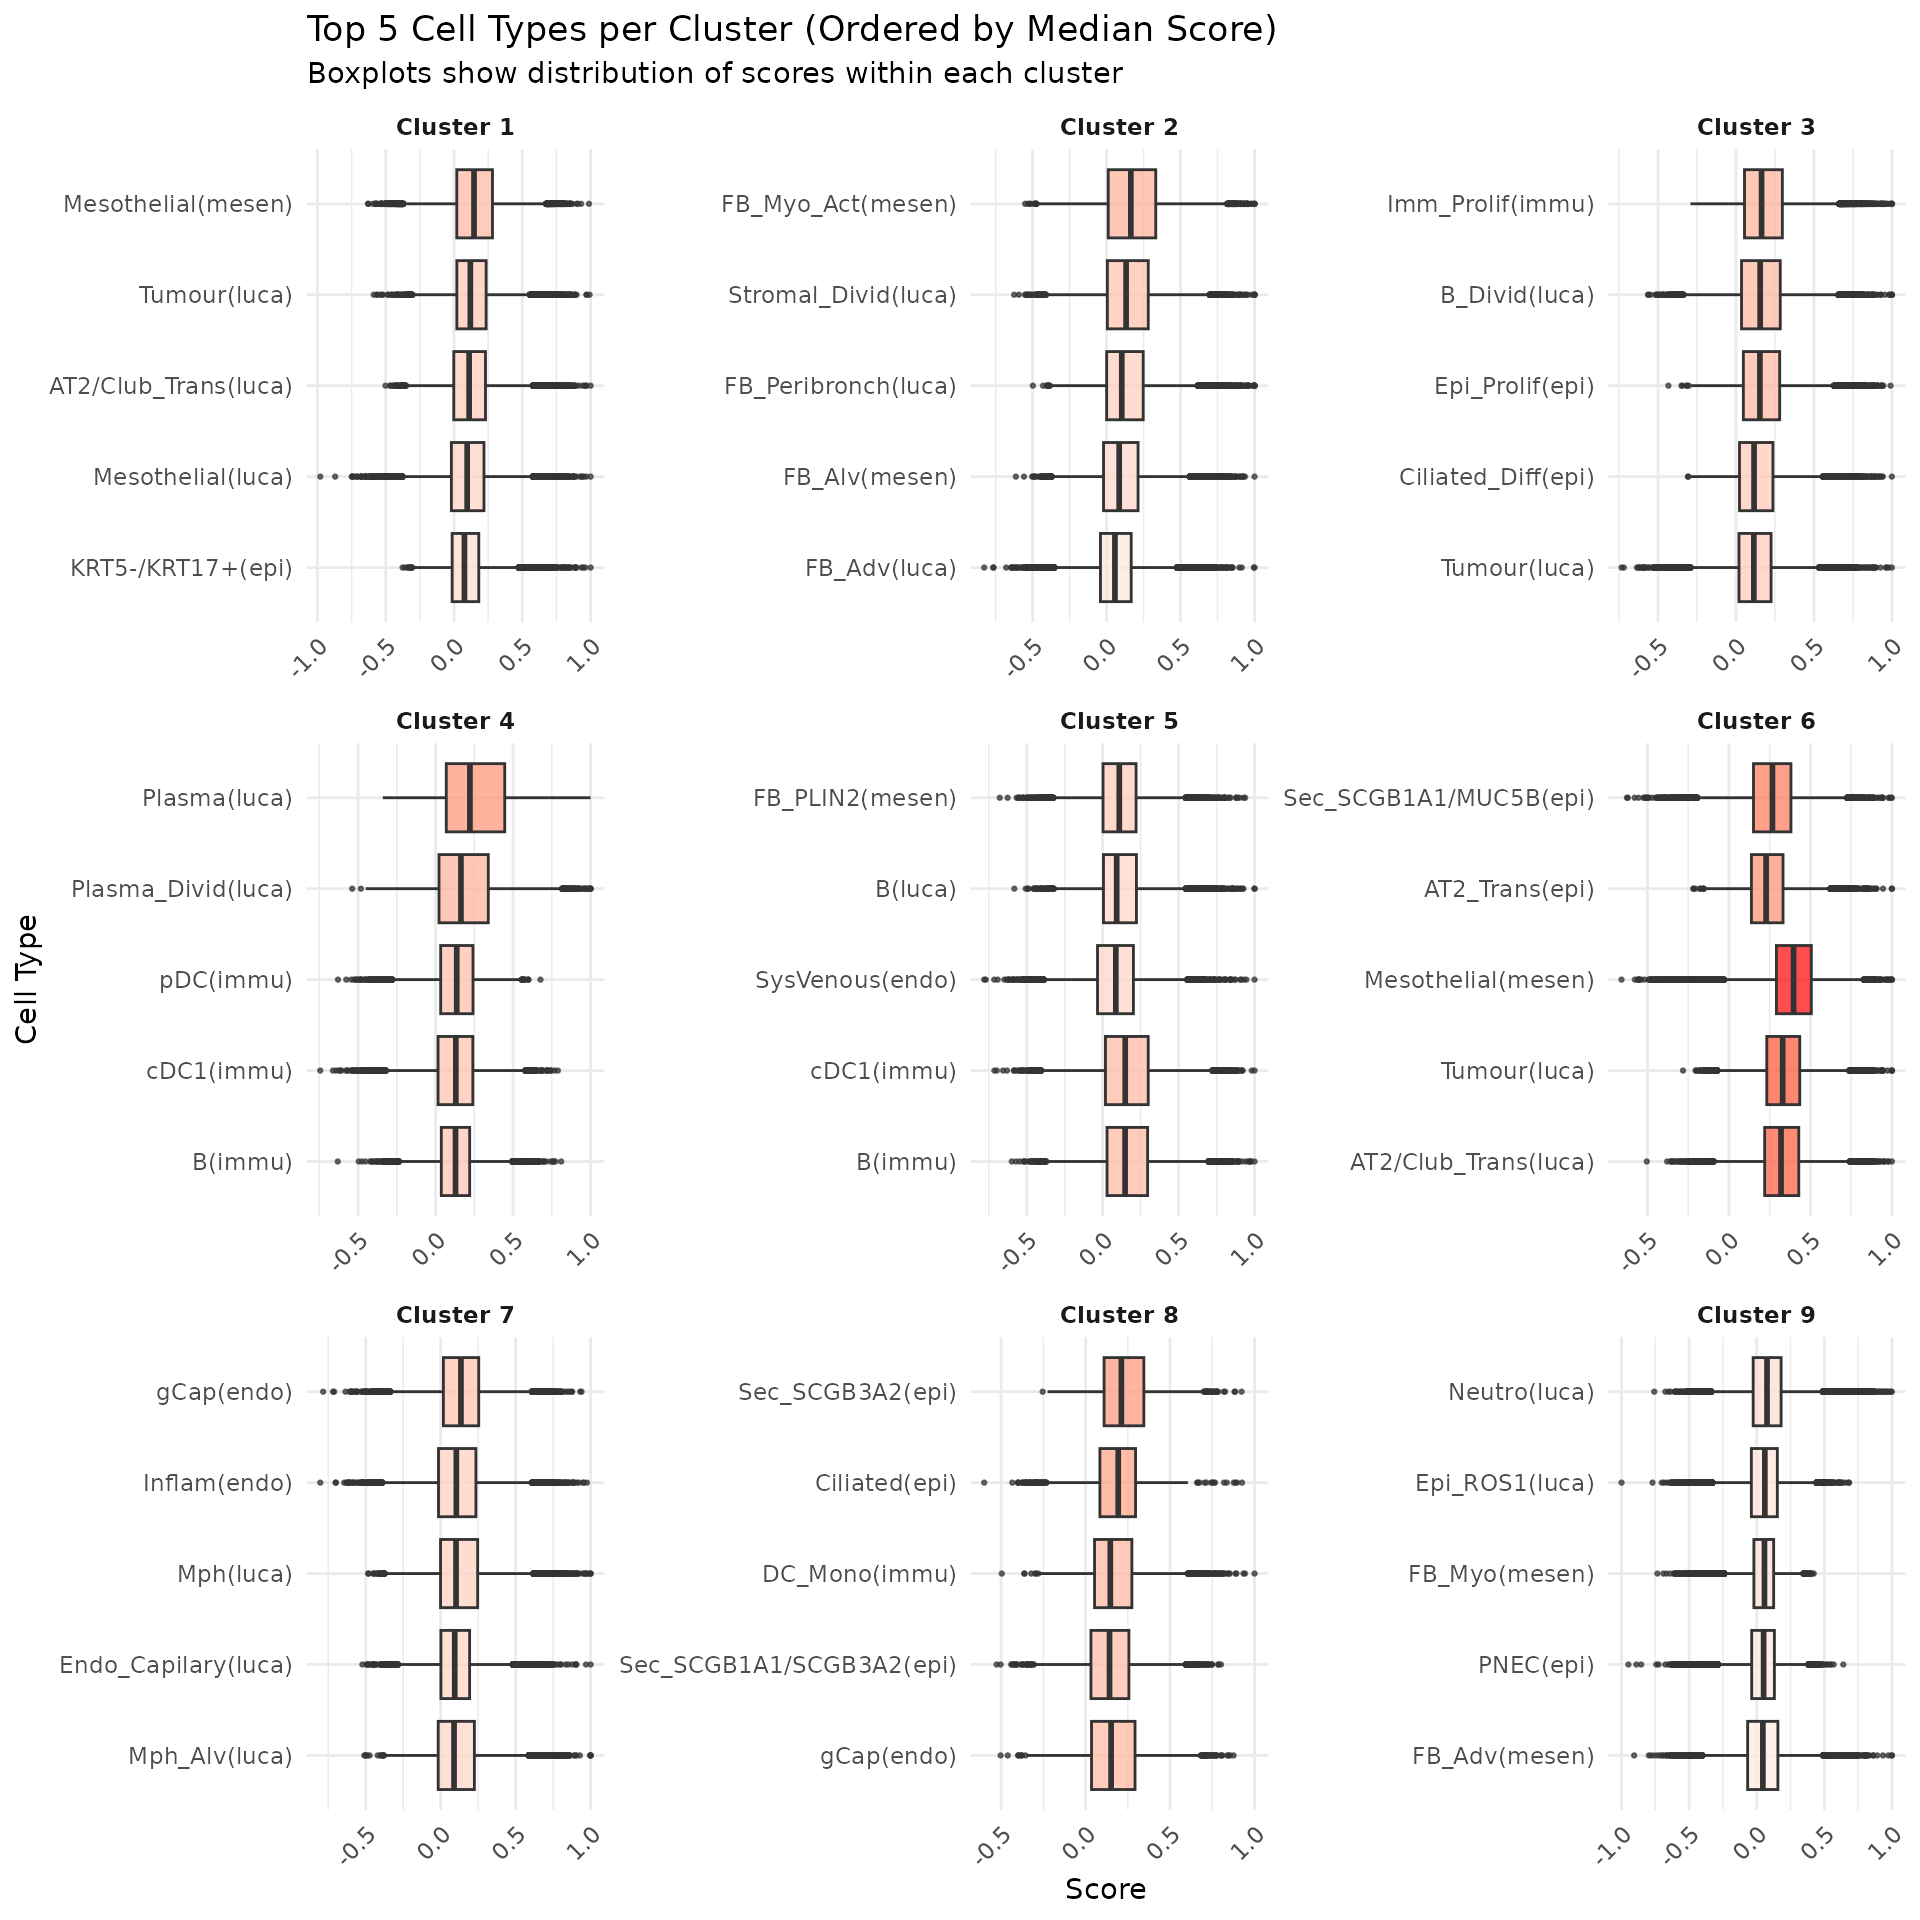 Top 5 Cell Types per Cluster (Ordered by Median Score)
Boxplots show distribution of scores within each cluster
Cluster 1
Mesothelial(mesen)
Tumour(luca)
AT2/Club_Trans(luca)
Mesothelial(luca)
KRT5-/KRT17+(epi)
-1.0 -0.5 0.0 0.5 1.0
Cluster 2
FB_Myo_Act(mesen)
Stromal_Divid(luca)
FB_Peribronch(luca)
FB_Alv(mesen)
FB_Adv(luca)
-0.5 0.0 0.5 1.0
Cluster 3
Imm_Prolif(immu)
B_Divid(luca)
Epi_Prolif(epi)
Ciliated_Diff(epi)
Tumour(luca)
-0.5 0.0 0.5 1.0
Cell Type
Cluster 4
Plasma(luca)
Plasma_Divid(luca)
pDC(immu)
cDC1(immu)
B(immu)
-0.5 0.0 0.5 1.0
Cluster 5
FB_PLIN2(mesen)
B(luca)
SysVenous(endo)
cDC1(immu)
B(immu)
-0.5 0.0 0.5 1.0
Cluster 6
Sec_SCGB1A1/MUC5B(epi)
AT2_Trans(epi)
Mesothelial(mesen)
Tumour(luca)
AT2/Club_Trans(luca)
-0.5 0.0 0.5 1.0
Cluster 7
gCap(endo)
Inflam(endo)
Mph(luca)
Endo_Capilary(luca)
Mph_Alv(luca)
-0.5 0.0 0.5 1.0
Cluster 8
Sec_SCGB3A2(epi)
Ciliated(epi)
DC_Mono(immu)
Sec_SCGB1A1/SCGB3A2(epi)
gCap(endo)
-0.5 0.0 0.5 1.0
Cluster 9
Neutro(luca)
Epi_ROS1(luca)
FB_Myo(mesen)
PNEC(epi)
FB_Adv(mesen)
-1.0 -0.5 0.0 0.5 1.0
Score